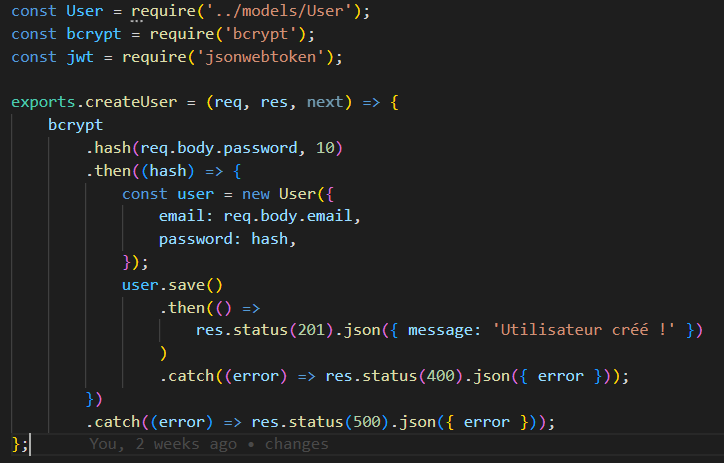 const User = require('../models/User');
const bcrypt = require('bcrypt');
const jwt = require('jsonwebtoken');

exports.createUser = (req, res, next) => {
    bcrypt
        .hash(req.body.password, 10)
        .then((hash) => {
            const user = new User({
                email: req.body.email,
                password: hash,
            });
            user.save()
                .then(() =>
                    res.status(201).json({ message: 'Utilisateur créé !' })
                )
                .catch((error) => res.status(400).json({ error }));
        })
        .catch((error) => res.status(500).json({ error }));
};      You, 2 weeks ago • changes